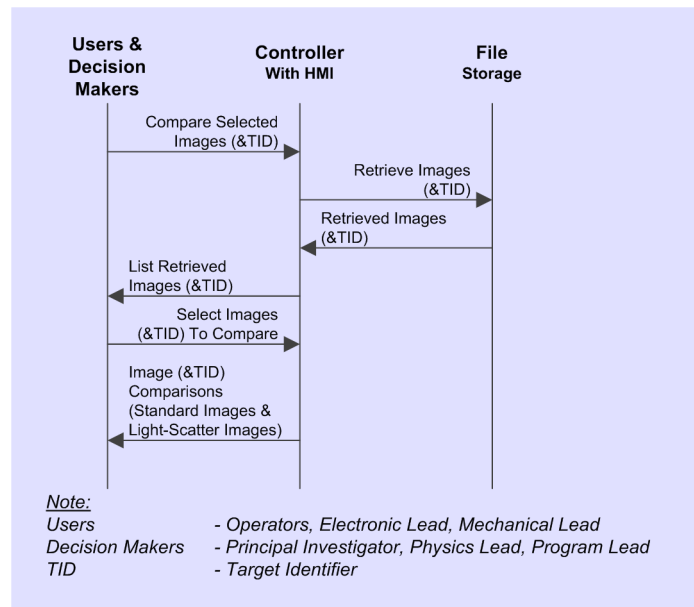 Users &
Decision
Makers
Controller
With HMI
File
Storage
Compare Selected
Images (&TID)
Retrieve Images
(&TID)
Retrieved Images
(&TID)
List Retrieved
Images (&TID)
Select Images
(&TID) To Compare
Image (&TID)
Comparisons
(Standard Images &
Light-Scatter Images)
Note:
Users - Operators, Electronic Lead, Mechanical Lead
Decision Makers - Principal Investigator, Physics Lead, Program Lead
TID - Target Identifier